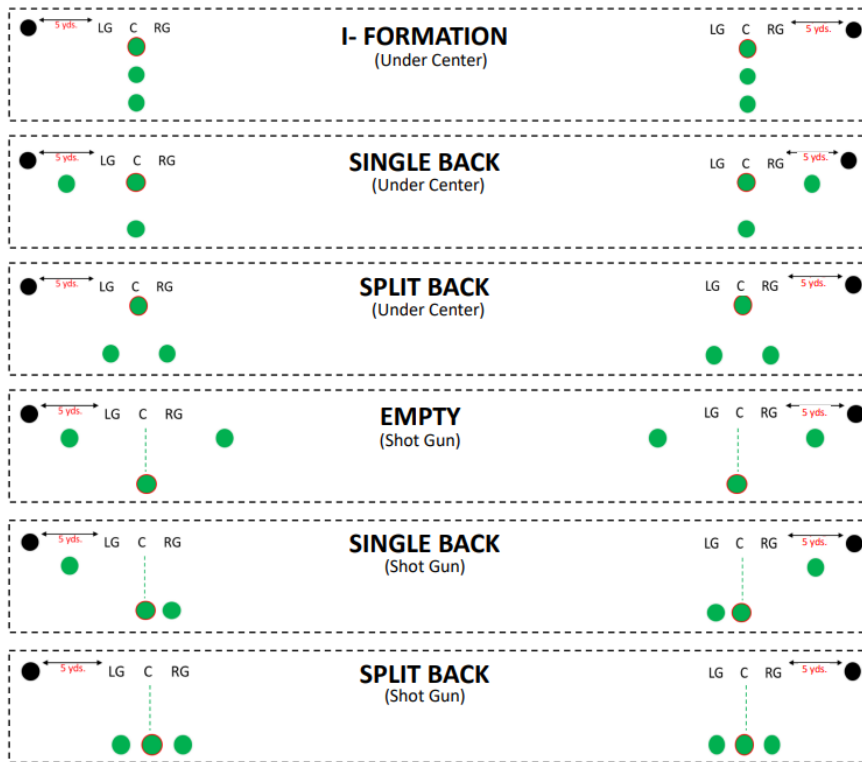 5 yds. LG C RG I- FORMATION LG C RG 5 yds.
(Under Center)
5 yds. LG C RG SINGLE BACK LG C RG 5 yds.
(Under Center)
5 yds. LG C RG SPLIT BACK LG C RG 5 yds.
(Under Center)
5 yds. LG C RG EMPTY LG C RG 5 yds.
(Shot Gun)
5 yds. LG C RG SINGLE BACK LG C RG 5 yds.
(Shot Gun)
5 yds. LG C RG SPLIT BACK LG C RG 5 yds.
(Shot Gun)